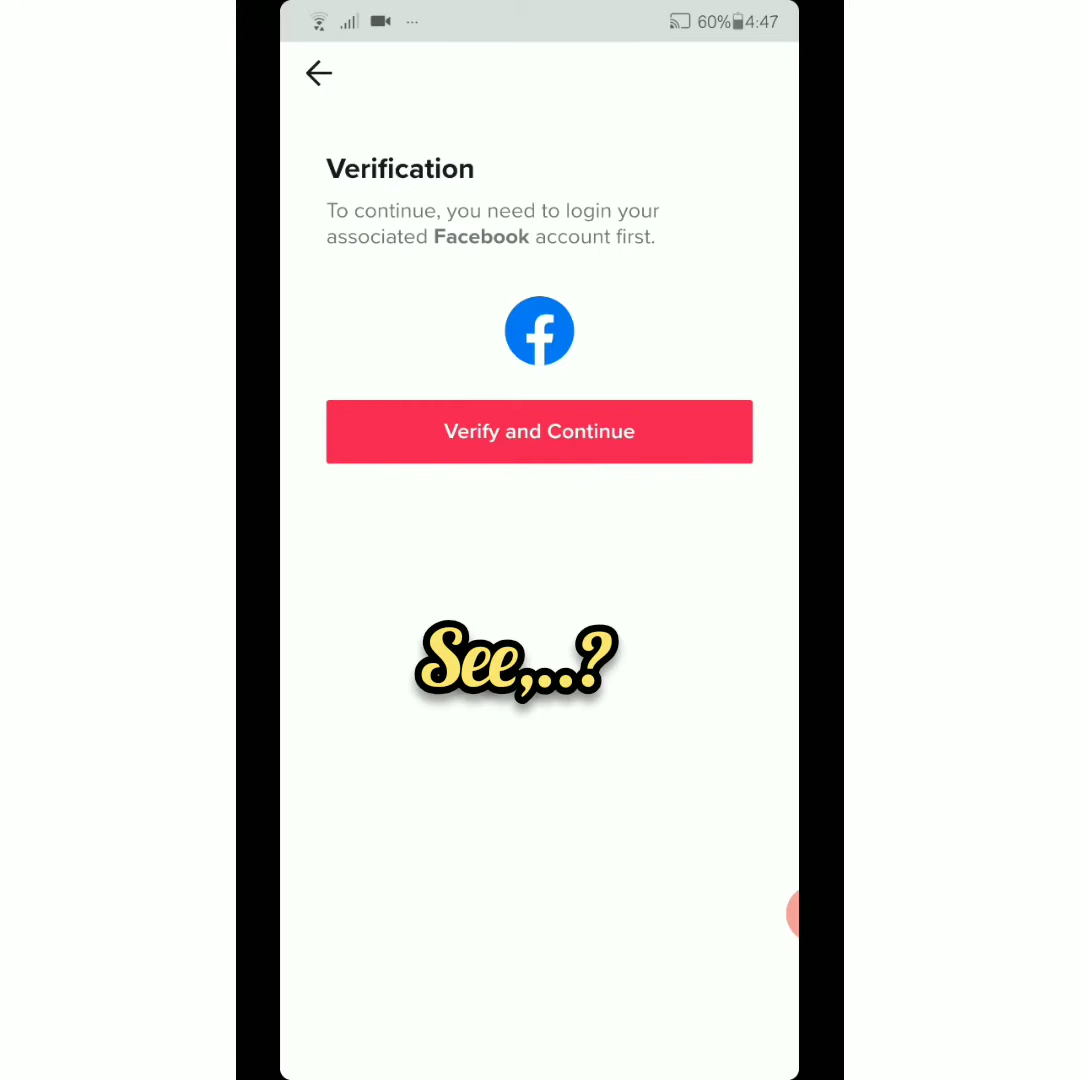 60% 4:47
Verification
To continue, you need to login your
associated Facebook account first.
Verify and Continue
See,..?